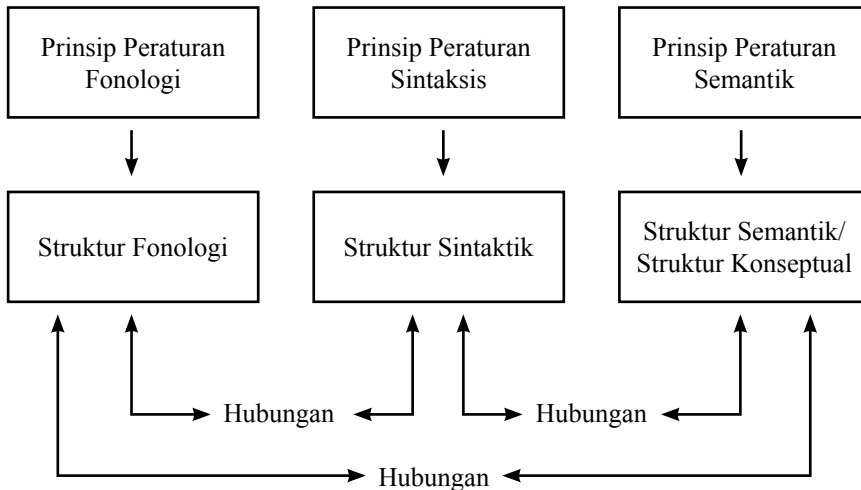 Prinsip Peraturan
Fonologi
Prinsip Peraturan
Sintaksis
Prinsip Peraturan
Semantik
Struktur Fonologi
Struktur Sintaktik
Struktur Semantik/
Struktur Konseptual
Hubungan
Hubungan
Hubungan